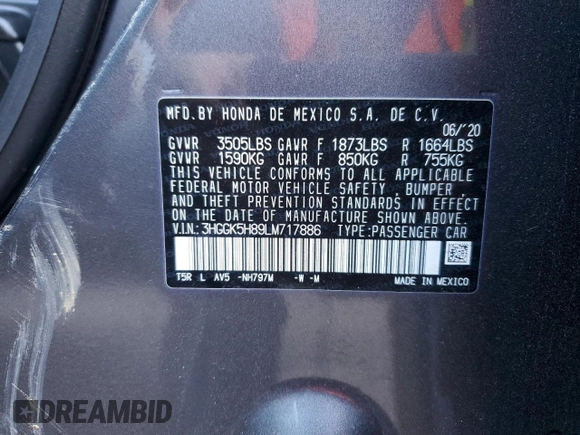 MFD. BY HONDA DE MEXICO S.A. DE C.V.
06/'20
GVWR 3505LBS GAWR F 1873LBS R 1664LBS
GVWR 1590KG GAWR F 850KG R 755KG
THIS VEHICLE CONFORMS TO ALL APPLICABLE
FEDERAL MOTOR VEHICLE SAFETY, BUMPER,
AND THEFT PREVENTION STANDARDS IN EFFECT
ON THE DATE OF MANUFACTURE SHOWN ABOVE.
V.I.N.: 3HGGK5H89LM717886 TYPE: PASSENGER CAR
T5R L AV5 -NH797M -W -M
MADE IN MEXICO
DREAMBID